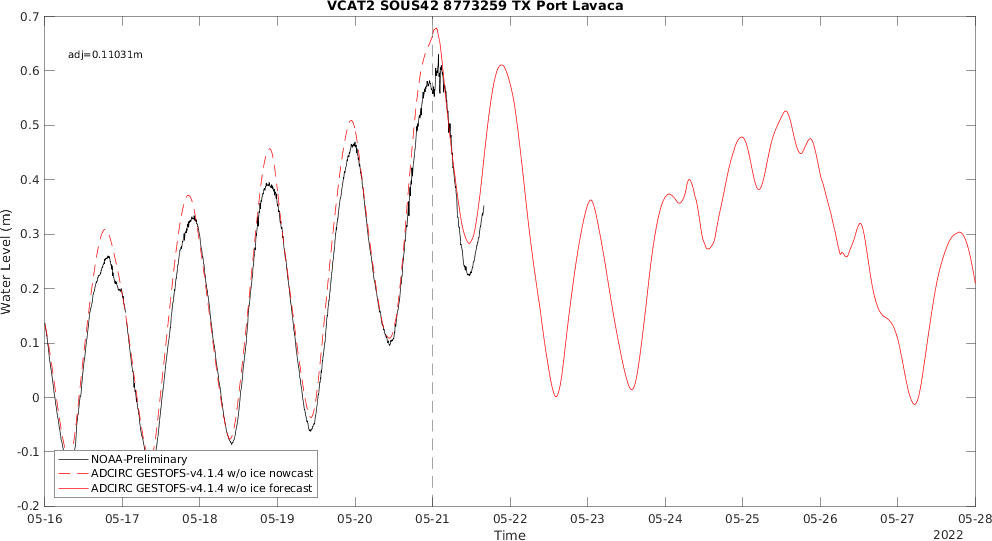 VCAT2 SOUS42 8773259 TX Port Lavaca
0.7
adj=0.11031m
0.6
0.5
0.4
0.3
0.2
0.1
0
-0.1
-0.2
Water Level (m)
NOAA-Preliminary
ADCIRC GESTOFS-v4.1.4 w/o ice nowcast
ADCIRC GESTOFS-v4.1.4 w/o ice forecast
05-16 05-17 05-18 05-19 05-20 05-21 05-22 05-23 05-24 05-25 05-26 05-27 05-28
Time
2022